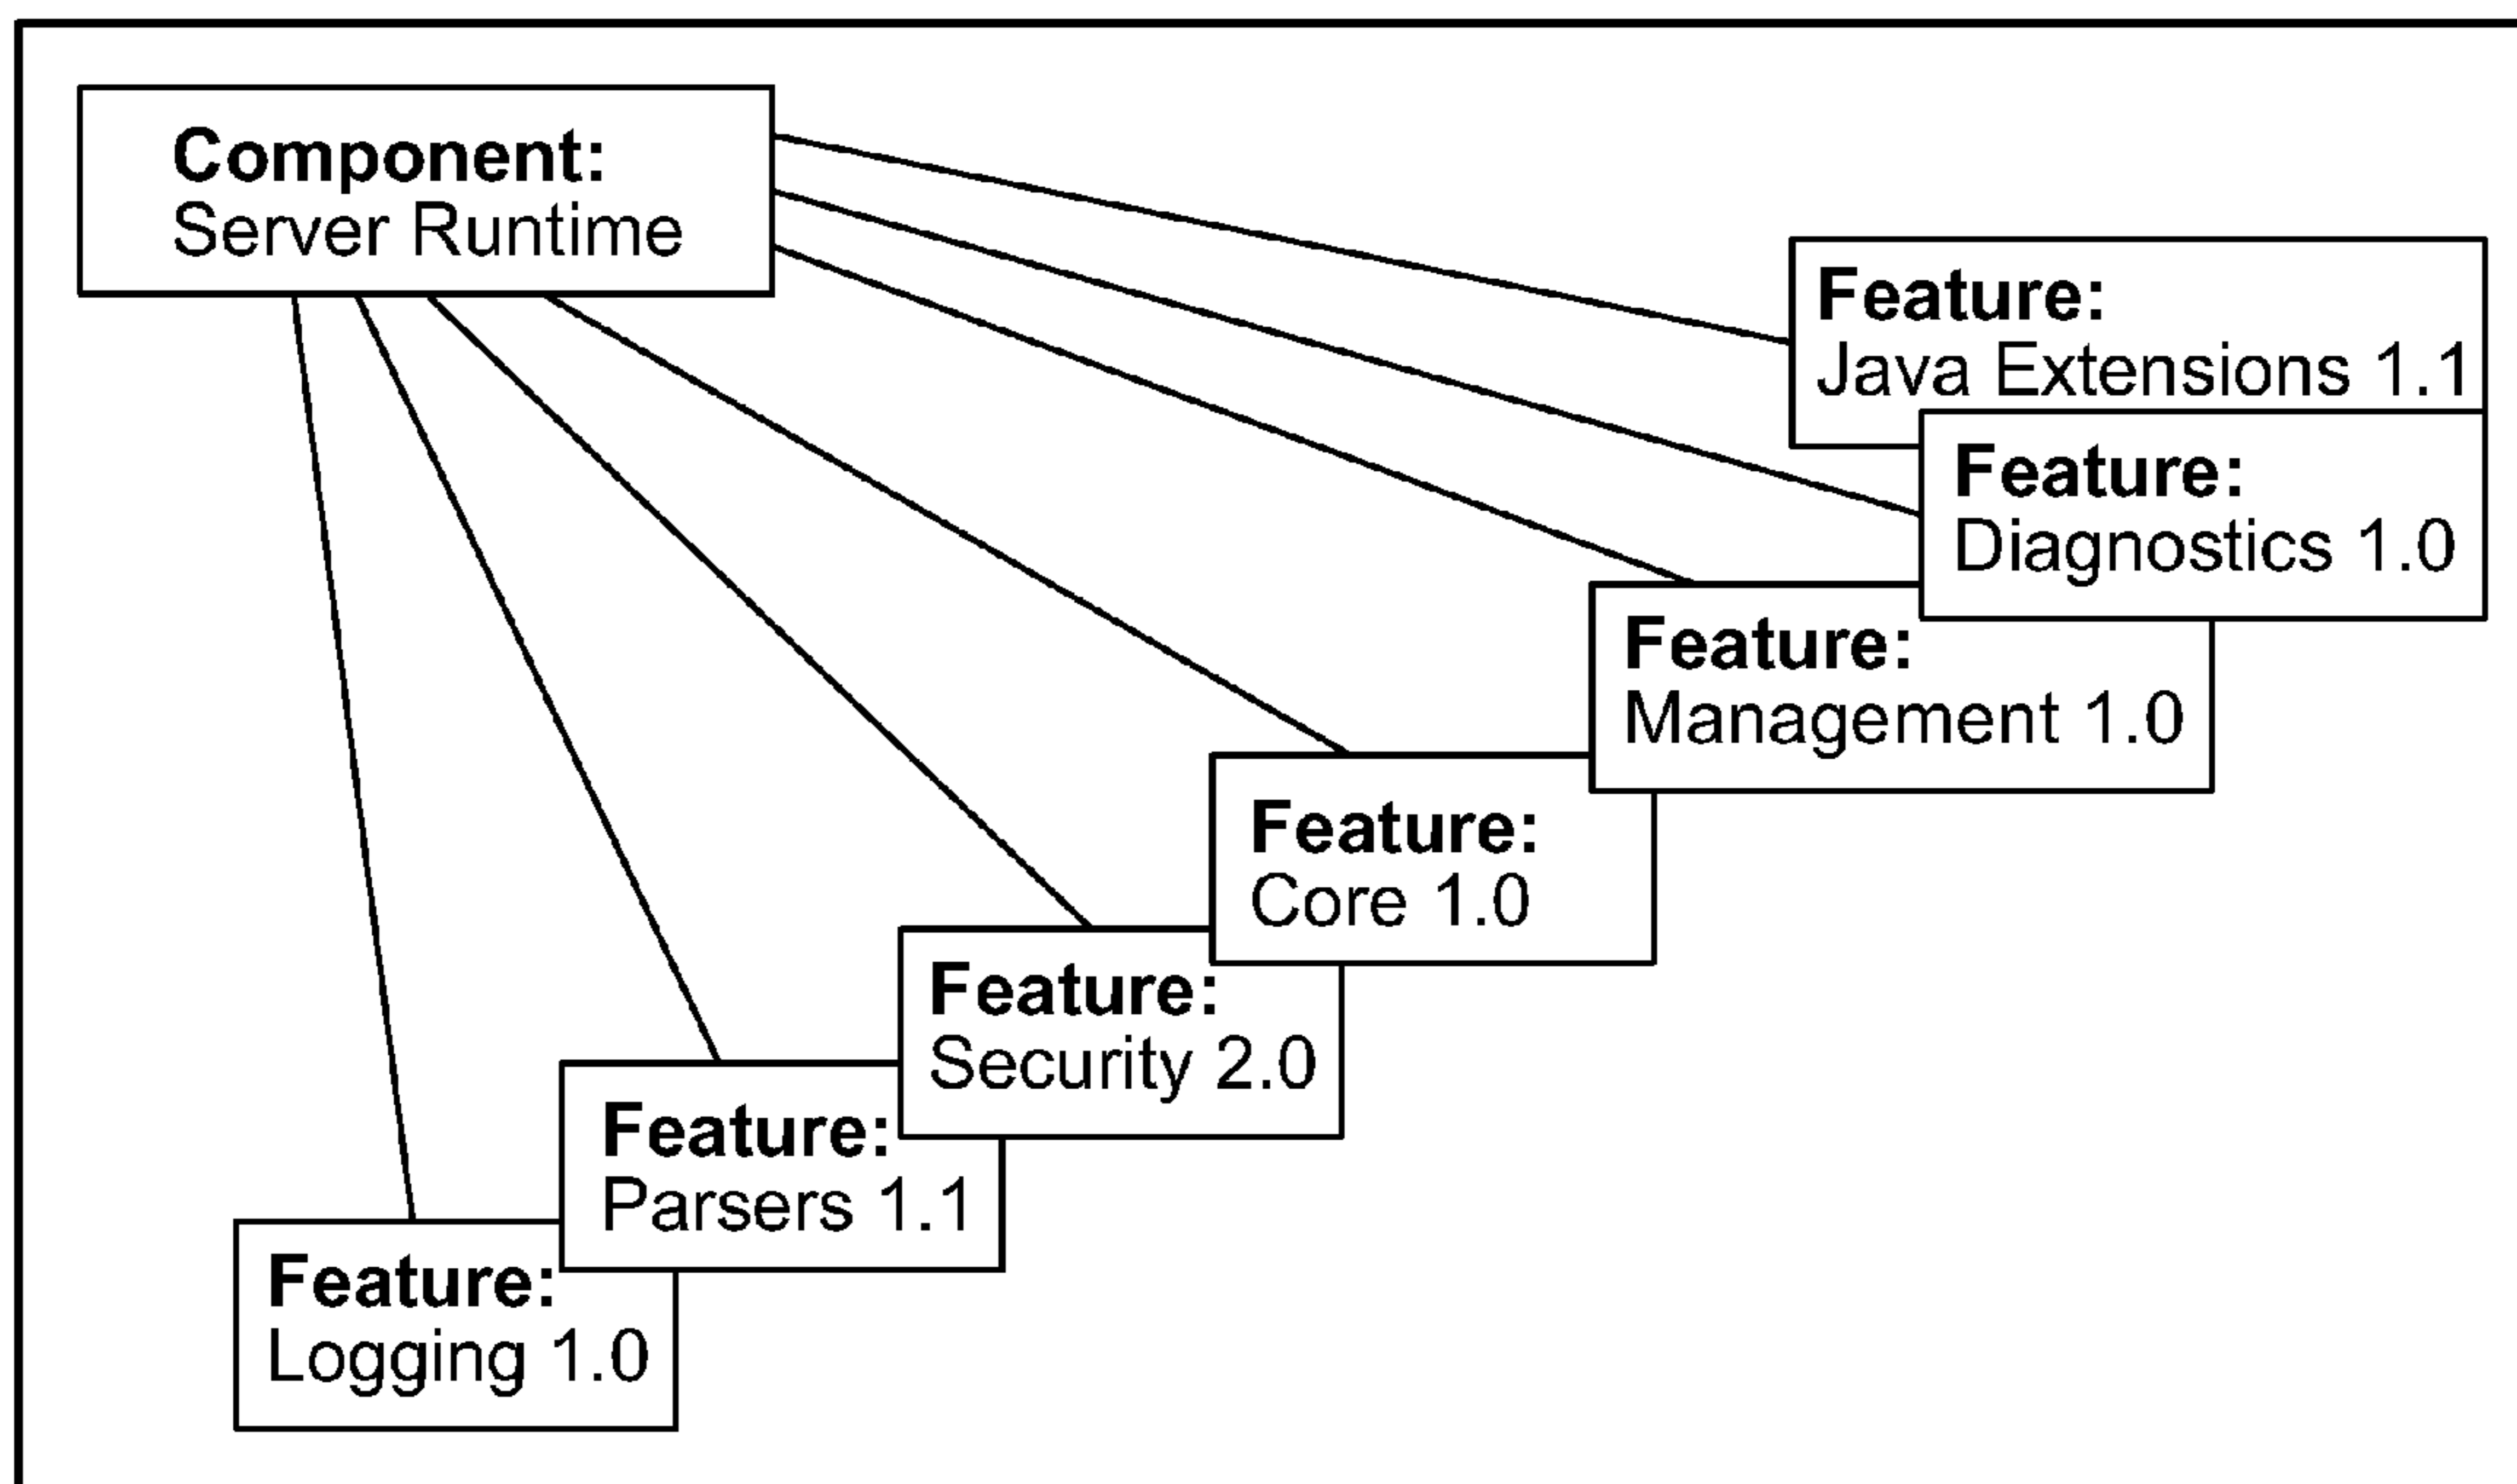 Component:
Server Runtime
Feature:
Java Extensions 1.1
Feature:
Diagnostics 1.0
Feature:
Management 1.0
Feature:
Core 1.0
Feature:
Security 2.0
Feature:
Parsers 1.1
Feature:
Logging 1.0